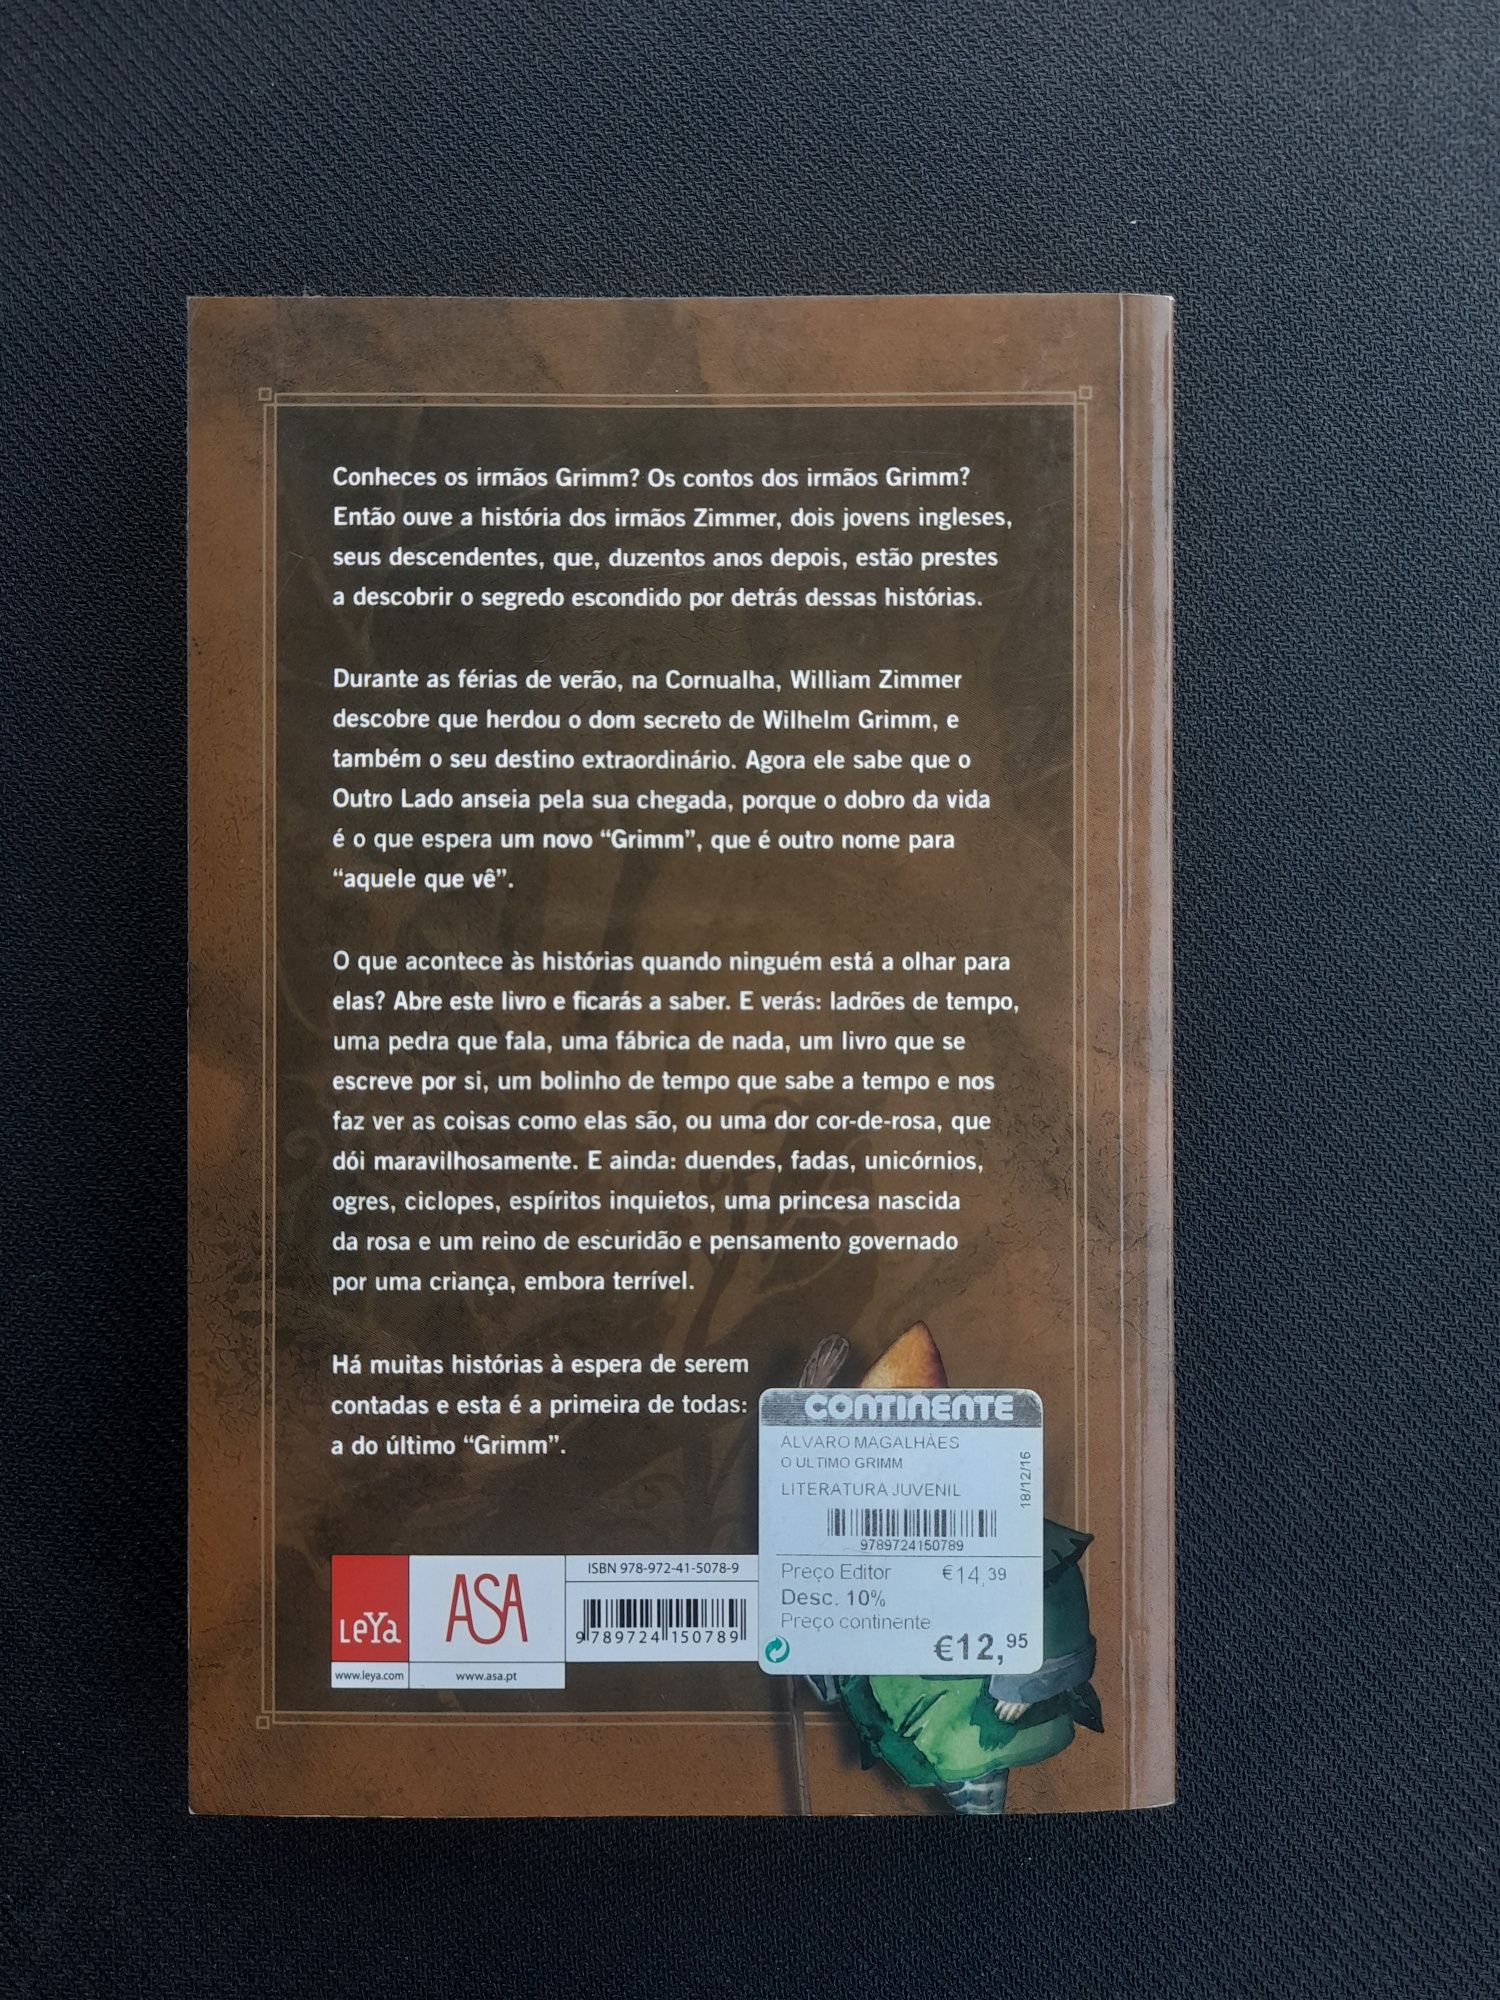 Conheces os irmãos Grimm? Os contos dos irmãos Grimm?
Então ouve a história dos irmãos Zimmer, dois jovens ingleses,
seus descendentes, que, duzentos anos depois, estão prestes
a descobrir o segredo escondido por detrás dessas histórias.
Durante as férias de verão, na Cornualha, William Zimmer
descobre que herdou o dom secreto de Wilhelm Grimm, e
também o seu destino extraordinário. Agora ele sabe que o
Outro Lado anseia pela sua chegada, porque o dobro da vida
é o que espera um novo “Grimm”, que é outro nome para
“aquele que vê”.
O que acontece às histórias quando ninguém está a olhar para
elas? Abre este livro e ficarás a saber. E verás: ladrões de tempo,
uma pedra que fala, uma fábrica de nada, um livro que se
escreve por si, um bolinho de tempo que sabe a tempo e nos
faz ver as coisas como elas são, ou uma dor cor-de-rosa, que
dói maravilhosamente. E ainda: duendes, fadas, unicórnios,
ogres, ciclopes, espíritos inquietos, uma princesa nascida
da rosa e um reino de escuridão e pensamento governado
por uma criança, embora terrível.
Há muitas histórias à espera de serem
contadas e esta é a primeira de todas:
a do último “Grimm”.
CONTINENTE
ÁLVARO MAGALHÃES
O ULTIMO GRIMM
LITERATURA JUVENIL
18/12/16
9789724150789
Preço Editor €14,39
Desc. 10%
Preço continente
€12,95
LEYA
www.leya.com
ASA
www.asa.pt
ISBN 978-972-41-5078-9
9 789724 150789